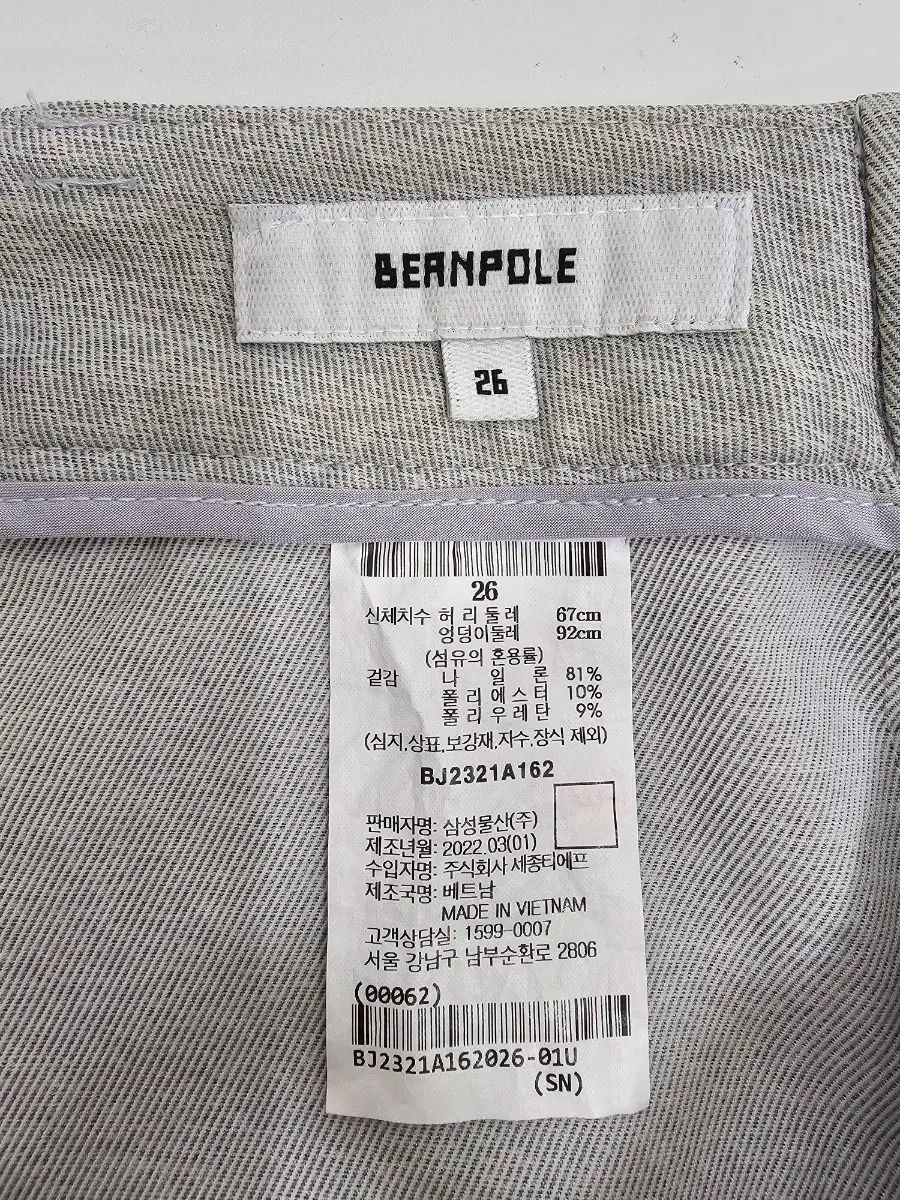 BEANPOLE
26
26
신체치수 허 리 둘 레 67cm
엉덩이둘레 92cm
(섬유의 혼용률)
겉감 나 일 론 81%
폴 리 에 스 터 10%
폴 리 우 레 탄 9%
(심지,상표,보강재,자수,장식 제외)
BJ2321A162
판매자명: 삼성물산(주)
제조년월: 2022.03(01)
수입자명: 주식회사 세종티에프
제조국명: 베트남
MADE IN VIETNAM
고객상담실: 1599-0007
서울 강남구 남부순환로 2806
(00062)
BJ2321A162026-01U
(SN)